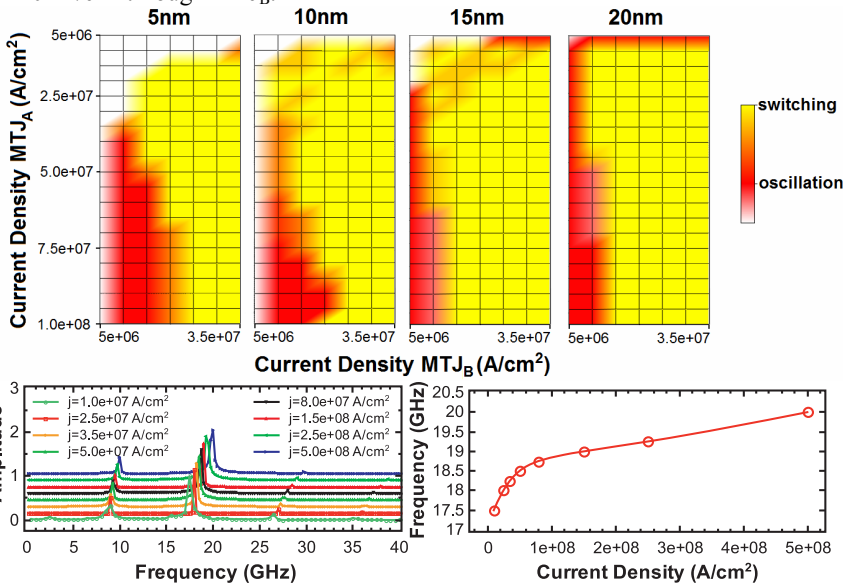 5nm 10nm 15nm 20nm
Current Density MTJA (A/cm²)
5e+06
2.5e+07
5.0e+07
7.5e+07
1.0e+08
switching
oscillation
5e+06 3.5e+07 5e+06 3.5e+07 5e+06 3.5e+07 5e+06 3.5e+07
Current Density MTJB (A/cm²)
3
2
1
0
j=1.0e+07 A/cm² j=8.0e+07 A/cm²
j=2.5e+07 A/cm² j=1.5e+08 A/cm²
j=3.5e+07 A/cm² j=2.5e+08 A/cm²
j=5.0e+07 A/cm² j=5.0e+08 A/cm²
0 5 10 15 20 25 30 35 40
Frequency (GHz)
Frequency (GHz)
20.5
20
19.5
19
18.5
18
17.5
17
0 1e+08 2e+08 3e+08 4e+08 5e+08
Current Density (A/cm²)